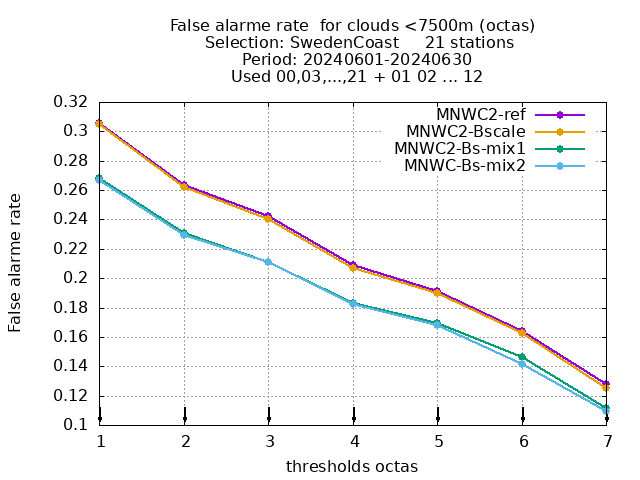 False alarme rate  for clouds <7500m (octas)
Selection: SwedenCoast     21 stations
Period: 20240601-20240630
Used 00,03,...,21 + 01 02 ... 12
MNWC2-ref
MNWC2-Bscale
MNWC2-Bs-mix1
MNWC-Bs-mix2
False alarme rate
0.32
0.3
0.28
0.26
0.24
0.22
0.2
0.18
0.16
0.14
0.12
0.1
1 2 3 4 5 6 7
thresholds octas